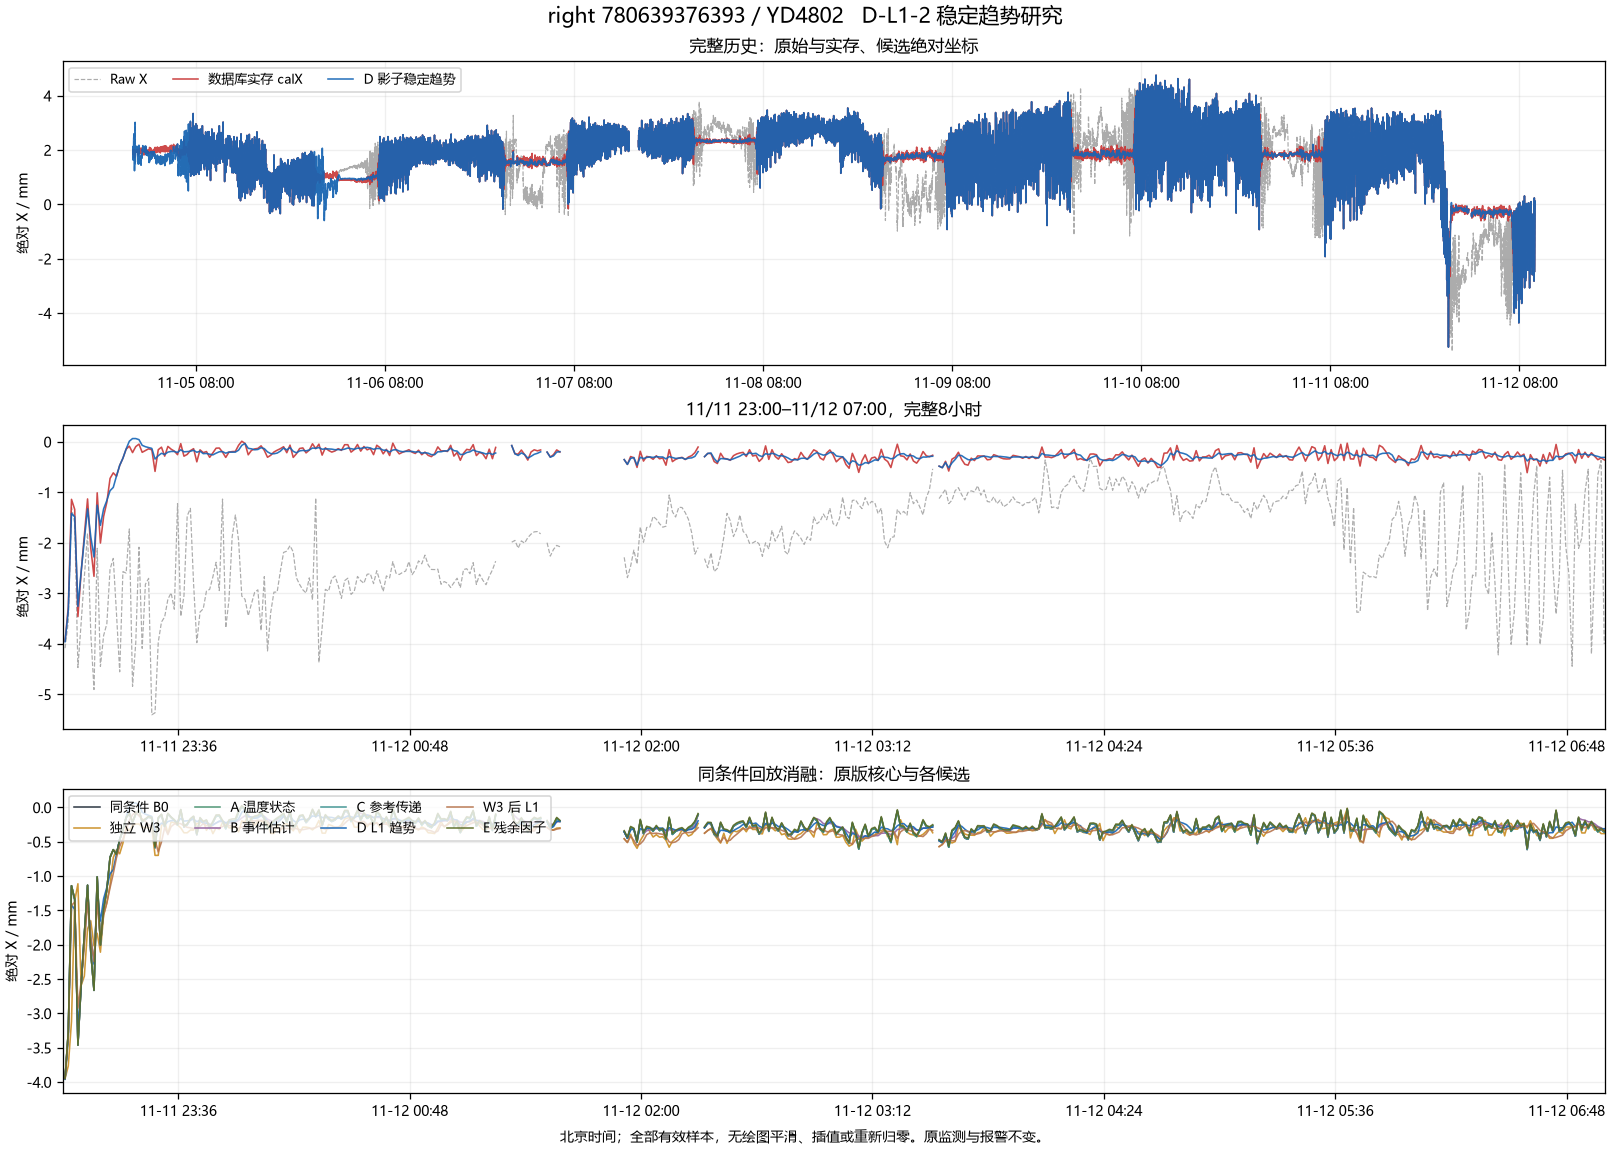 right 780639376393 / YD4802   D-L1-2 稳定趋势研究
完整历史：原始与实存、候选绝对坐标
Raw X   数据库实存 calX   D 影子稳定趋势
绝对 X / mm
4
2
0
-2
-4
11-05 08:00   11-06 08:00   11-07 08:00   11-08 08:00   11-09 08:00   11-10 08:00   11-11 08:00   11-12 08:00
11/11 23:00–11/12 07:00，完整8小时
绝对 X / mm
0
-1
-2
-3
-4
-5
11-11 23:36   11-12 00:48   11-12 02:00   11-12 03:12   11-12 04:24   11-12 05:36   11-12 06:48
同条件回放消融：原版核心与各候选
同条件 B0   A 温度状态   C 参考传递   W3 后 L1
独立 W3   B 事件估计   D L1 趋势   E 残余因子
绝对 X / mm
0.0
-0.5
-1.0
-1.5
-2.0
-2.5
-3.0
-3.5
-4.0
11-11 23:36   11-12 00:48   11-12 02:00   11-12 03:12   11-12 04:24   11-12 05:36   11-12 06:48
北京时间；全部有效样本，无绘图平滑、插值或重新归零。原监测与报警不变。